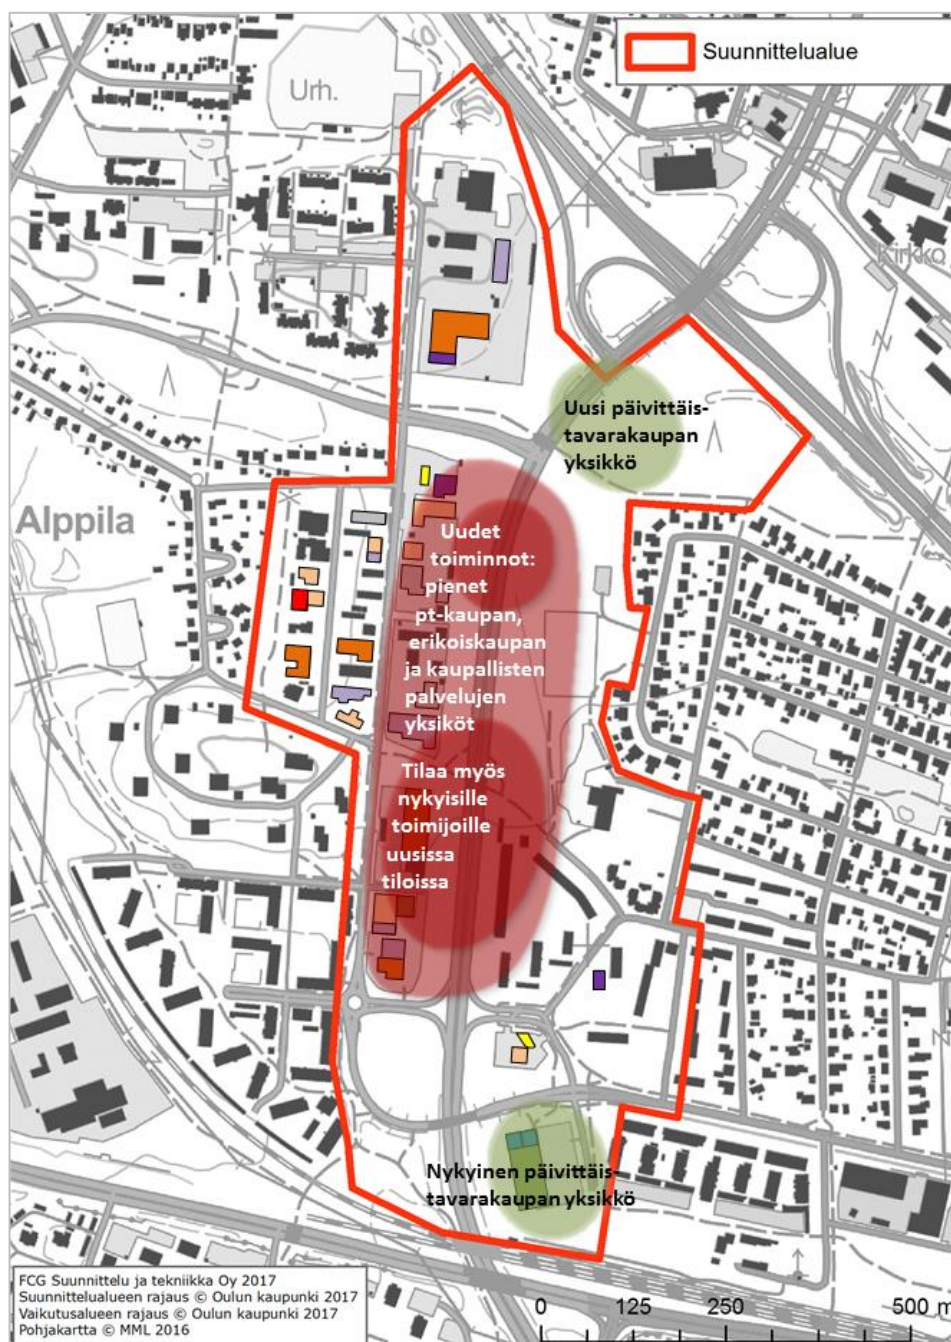 Suunnittelualue
Urh.
Kirkko
Uusi päivittäis-
tavarakaupan
yksikkö
Alppila
Uudet
toiminnot:
pienet
pt-kaupan,
erikoiskaupan
ja kaupallisten
palvelujen
yksiköt
Tilaa myös
nykyisille
toimijoille
uusissa
tiloissa
Nykyinen päivittäis-
tavarakaupan yksikkö
FCG Suunnittelu ja tekniikka Oy 2017
Suunnittelualueen rajaus © Oulun kaupunki 2017
Vaikutusalueen rajaus © Oulun kaupunki 2017
Pohjakartta © MML 2016
0 125 250 500 m